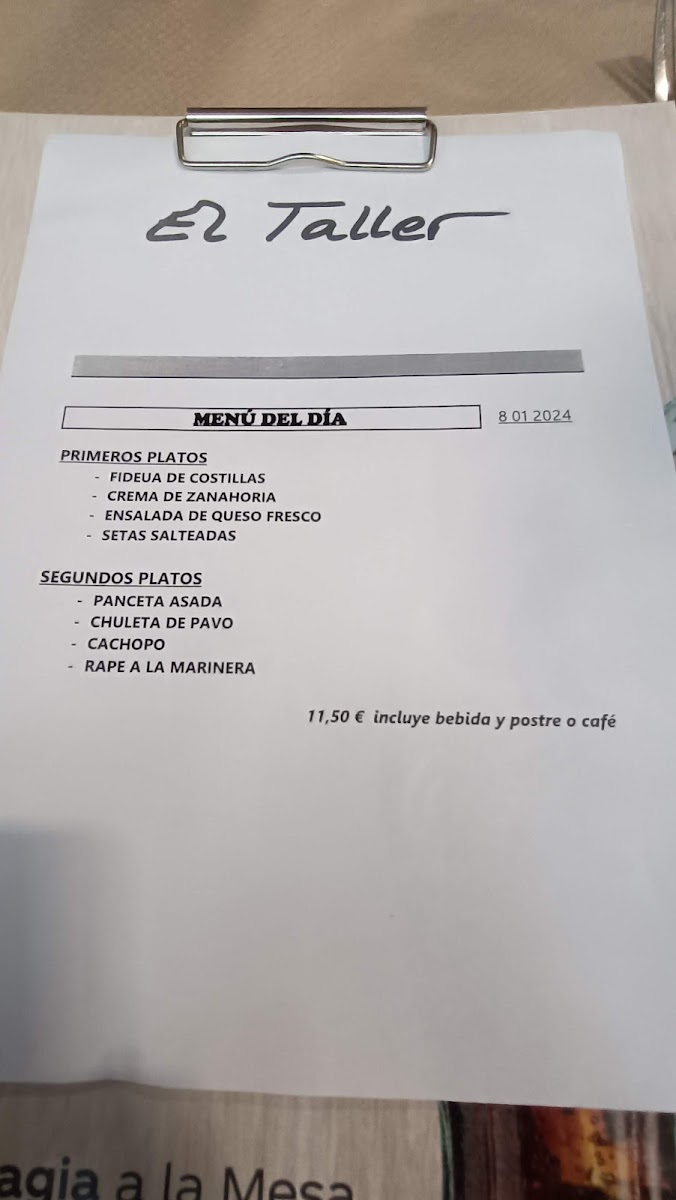 El Taller
MENÚ DEL DÍA
8 01 2024
PRIMEROS PLATOS
- FIDEUA DE COSTILLAS
- CREMA DE ZANAHORIA
- ENSALADA DE QUESO FRESCO
- SETAS SALTEADAS
SEGUNDOS PLATOS
- PANCETA ASADA
- CHULETA DE PAVO
- CACHOPO
- RAPE A LA MARINERA
11,50 € incluye bebida y postre o café
agia a la Mesa